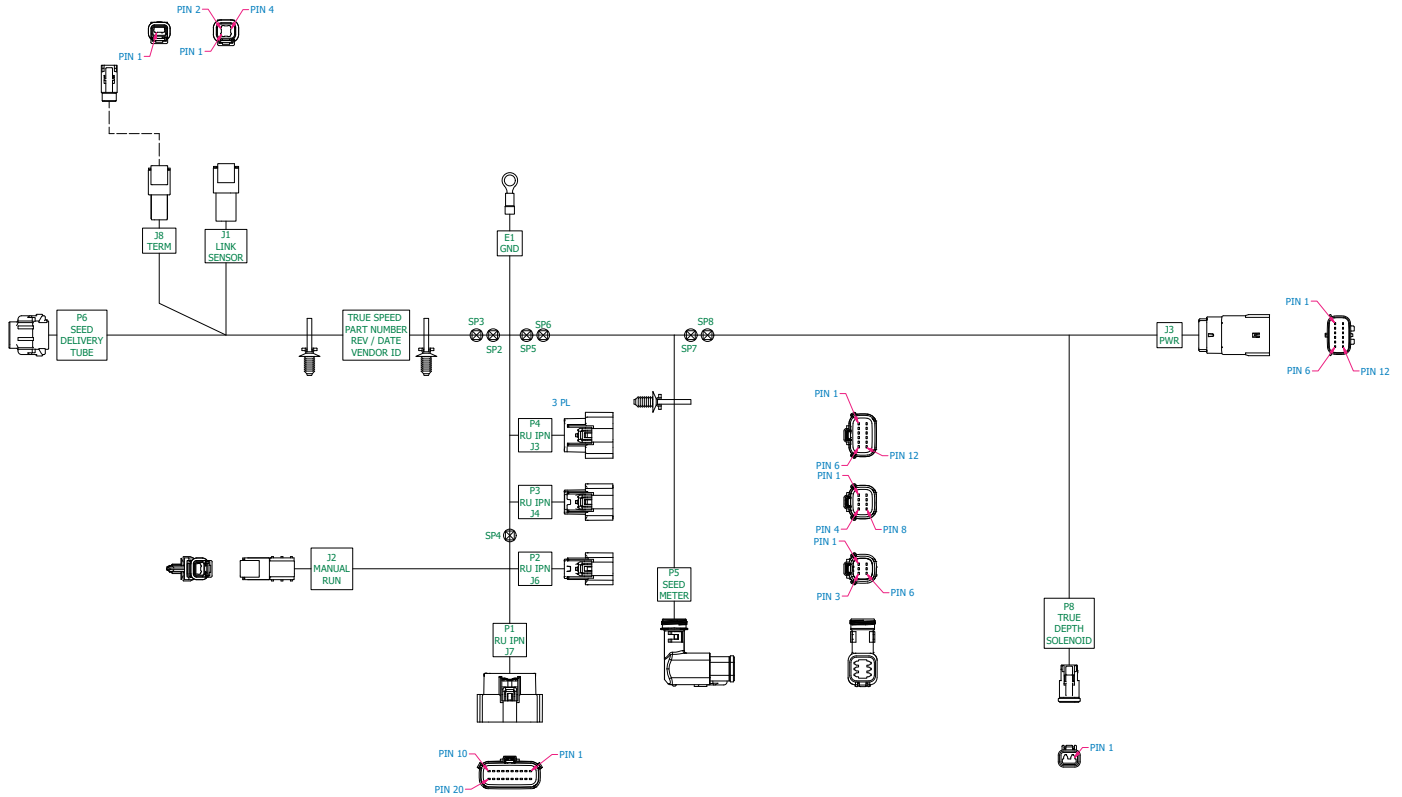 PIN 2
PIN 4
PIN 1
PIN 1
J8
TERM
J1
LINK
SENSOR
E1
GND
P6
SEED
DELIVERY
TUBE
TRUE SPEED
PART NUMBER
REV / DATE
VENDOR ID
SP3
SP2
SP5
SP6
SP7
SP8
J3
PWR
PIN 1
PIN 6
PIN 12
3 PL
P4
RU IPN
J3
PIN 1
PIN 6
PIN 12
P3
RU IPN
J4
PIN 1
PIN 4
PIN 8
SP4
J2
MANUAL
RUN
P2
RU IPN
J6
P5
SEED
METER
PIN 1
PIN 3
PIN 6
P1
RU IPN
J7
P8
TRUE
DEPTH
SOLENOID
PIN 10
PIN 1
PIN 20
PIN 1